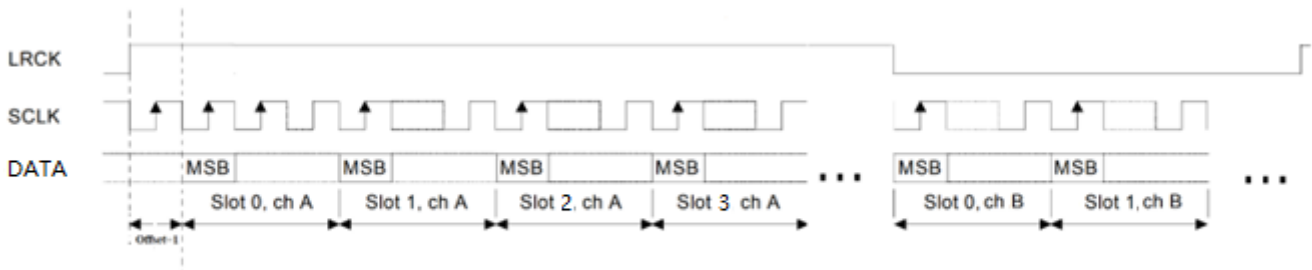 LRCK
SCLK
DATA
MSB MSB MSB MSB ... MSB MSB ...
Slot 0, ch A Slot 1, ch A Slot 2, ch A Slot 3 ch A Slot 0, ch B Slot 1, ch B
Offset=1